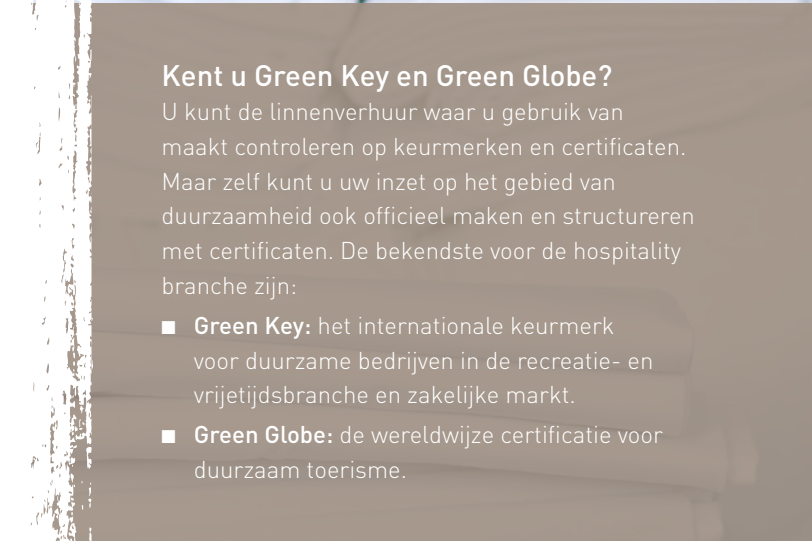 Kent u Green Key en Green Globe?
U kunt de linnenverhuur waar u gebruik van
maakt controleren op keurmerken en certificaten.
Maar zelf kunt u uw inzet op het gebied van
duurzaamheid ook officieel maken en structureren
met certificaten. De bekendste voor de hospitality
branche zijn:
■ Green Key: het internationale keurmerk
voor duurzame bedrijven in de recreatie- en
vrijetijdsbranche en zakelijke markt.
■ Green Globe: de wereldwijze certificatie voor
duurzaam toerisme.